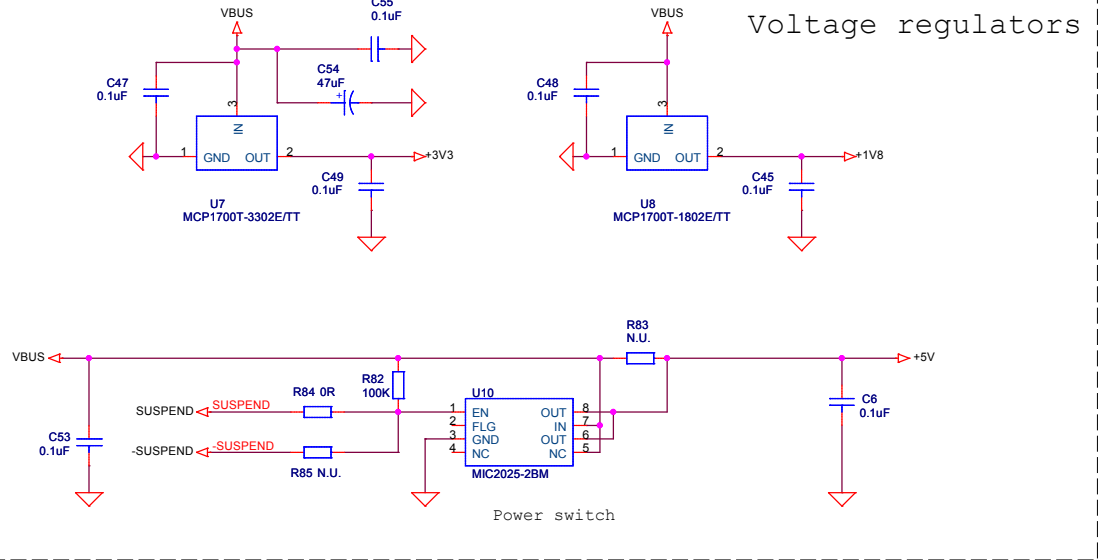 Voltage regulators
VBUS
C55
0.1uF
C54
47uF
+
C47
0.1uF
3
IN
1
GND
OUT
2
+3V3
C49
0.1uF
U7
MCP1700T-3302E/TT
VBUS
C48
0.1uF
3
IN
1
GND
OUT
2
+1V8
C45
0.1uF
U8
MCP1700T-1802E/TT
R83
N.U.
VBUS
+5V
R82
100K
R84 0R
SUSPEND
SUSPEND
-SUSPEND
-SUSPEND
R85 N.U.
C53
0.1uF
U10
1
EN
OUT
8
2
FLG
IN
7
3
GND
OUT
6
4
NC
NC
5
MIC2025-2BM
C6
0.1uF
Power switch